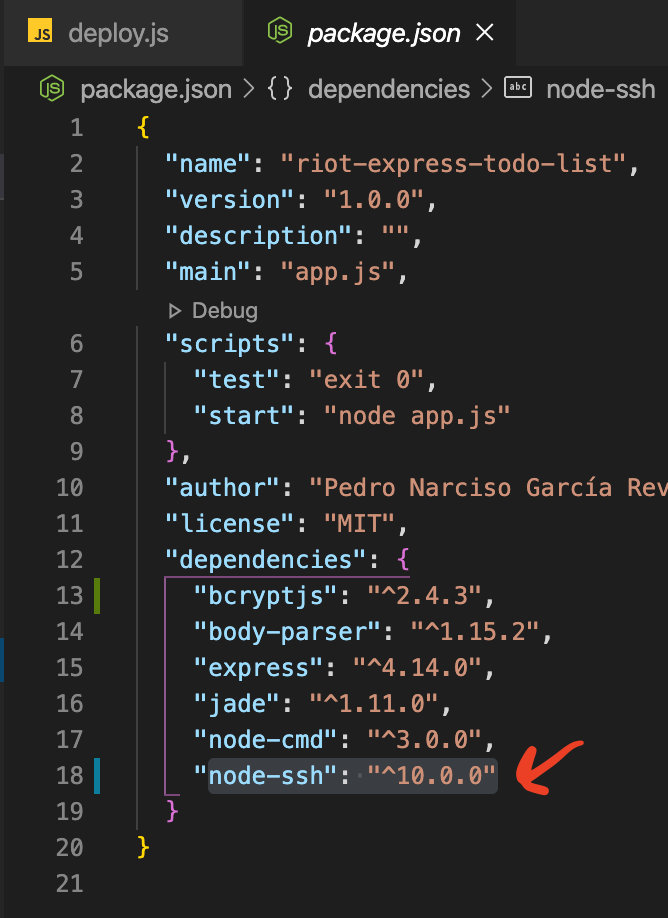 JS deploy.js
JS package.json ×
JS package.json > {} dependencies > abc node-ssh
1 {
2 "name": "riot-express-todo-list",
3 "version": "1.0.0",
4 "description": "",
5 "main": "app.js",
Debug
6 "scripts": {
7 "test": "exit 0",
8 "start": "node app.js"
9 },
10 "author": "Pedro Narciso García Rev
11 "license": "MIT",
12 "dependencies": {
13 "bcryptjs": "^2.4.3",
14 "body-parser": "^1.15.2",
15 "express": "^4.14.0",
16 "jade": "^1.11.0",
17 "node-cmd": "^3.0.0",
18 "node-ssh": "^10.0.0"
19 }
20 }
21